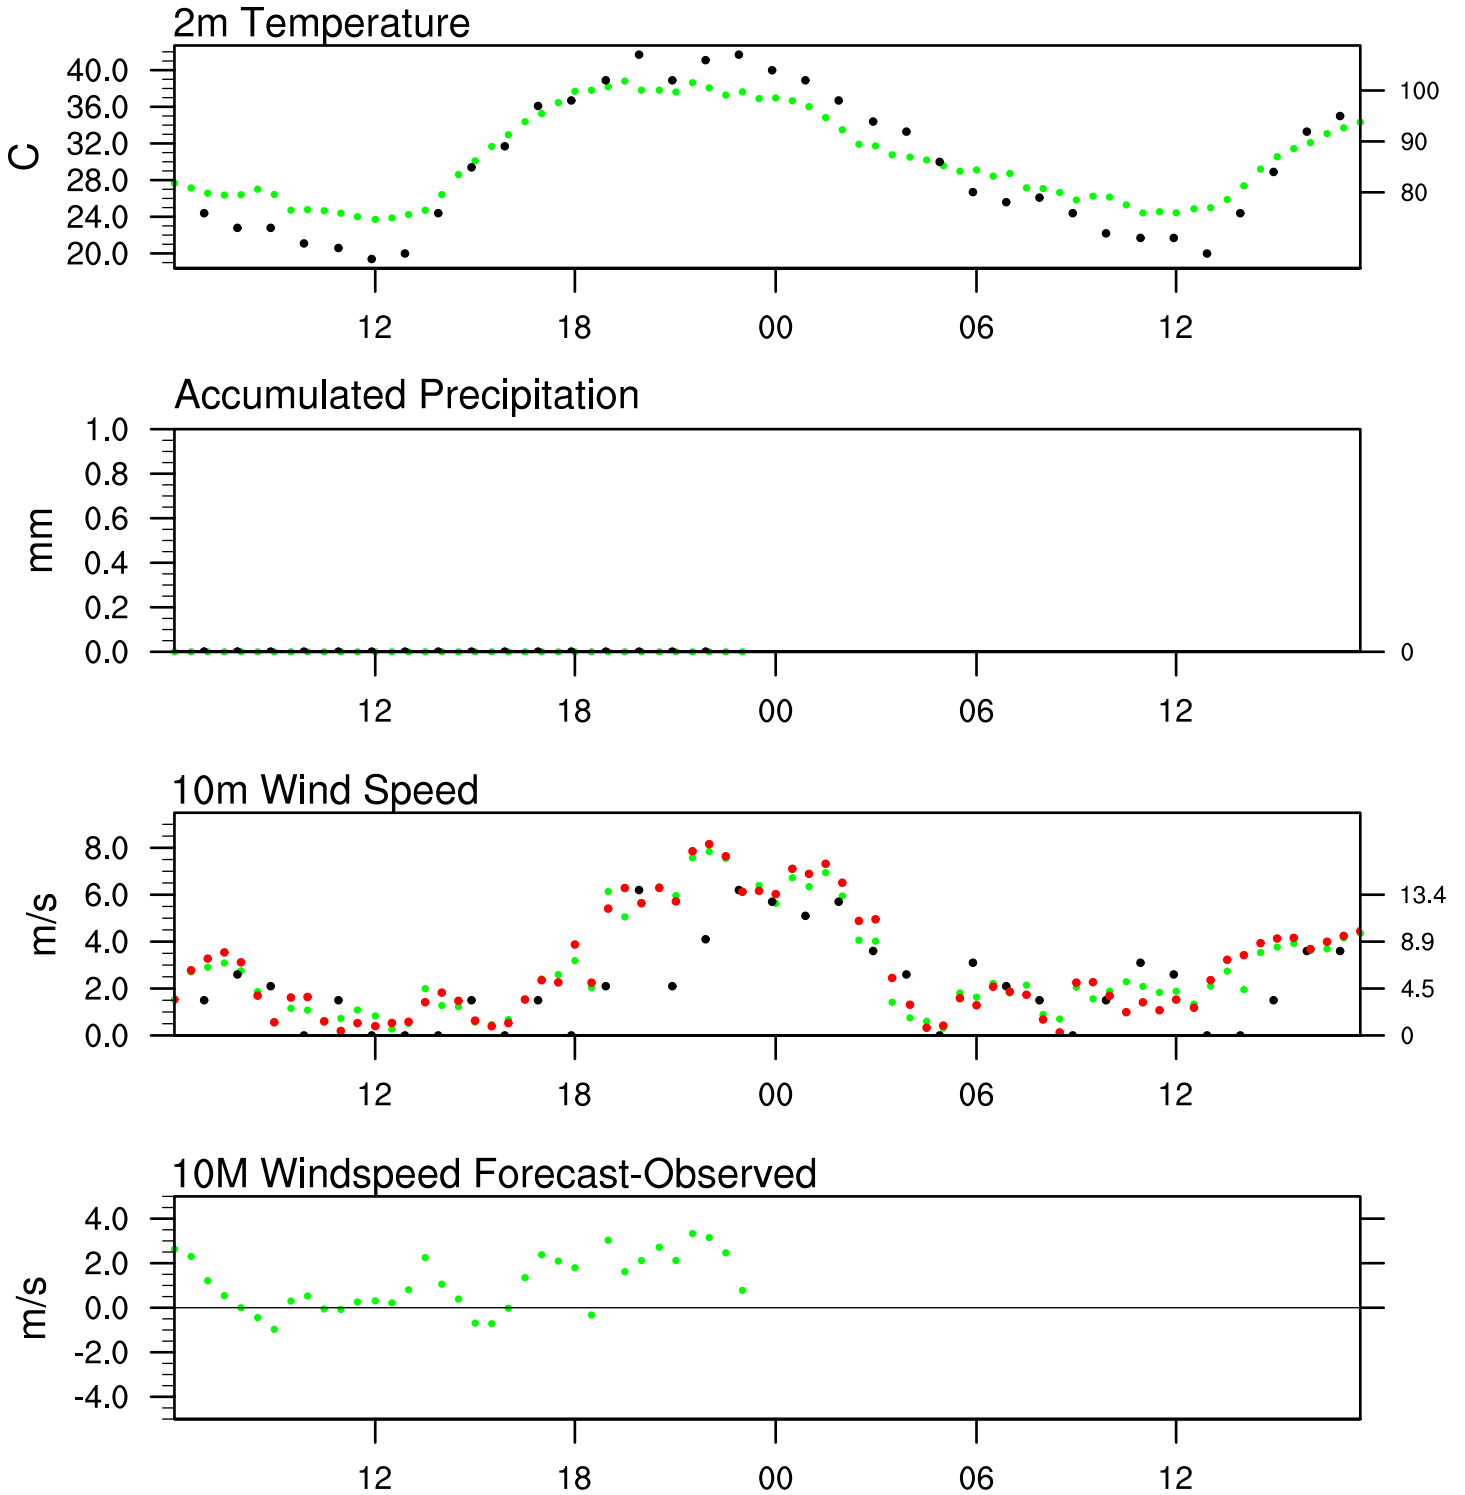 2m Temperature
40.0
36.0
32.0
28.0
24.0
20.0
C
100
90
80
12 18 00 06 12
Accumulated Precipitation
1.0
0.8
0.6
0.4
0.2
0.0
mm
0
12 18 00 06 12
10m Wind Speed
8.0
6.0
4.0
2.0
0.0
m/s
13.4
8.9
4.5
0
12 18 00 06 12
10M Windspeed Forecast-Observed
4.0
2.0
0.0
-2.0
-4.0
m/s
12 18 00 06 12